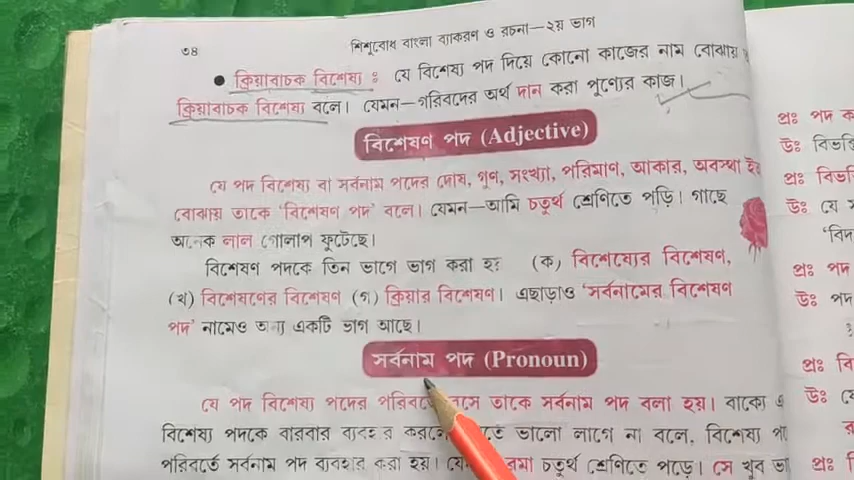 ৩৪
শিশুবোধ বাংলা ব্যাকরণ ও রচনা—২য় ভাগ
● ক্রিয়াবাচক বিশেষ্য ঃ যে বিশেষ্য পদ দিয়ে কোনো কাজের নাম বোঝায়
ক্রিয়াবাচক বিশেষ্য বলে। যেমন—গরিবদের অর্থ দান করা পুণ্যের কাজ।
বিশেষণ পদ (Adjective)
যে পদ বিশেষ্য বা সর্বনাম পদের দোষ, গুণ, সংখ্যা, পরিমাণ, আকার, অবস্থা
বোঝায় তাকে ‘বিশেষণ পদ’ বলে। যেমন—আমি চতুর্থ শ্রেণিতে পড়ি। গাছে
অনেক লাল গোলাপ ফুটেছে।
বিশেষণ পদকে তিন ভাগে ভাগ করা হয় (ক) বিশেষ্যের বিশেষণ,
(খ) বিশেষণের বিশেষণ (গ) ক্রিয়ার বিশেষণ। এছাড়াও ‘সর্বনামের বিশেষণ
পদ’ নামেও অন্য একটি ভাগ আছে।
সর্বনাম পদ (Pronoun)
যে পদ বিশেষ্য পদের পরিবর্তে বসে তাকে সর্বনাম পদ বলা হয়। বাক্যে
বিশেষ্য পদকে বারবার ব্যবহার করলে ভালো লাগে না বলে, বিশেষ্য
পরিবর্তে সর্বনাম পদ ব্যবহার করা হয়। চতুর্থ শ্রেণিতে পড়ে। সে খুব
প্রঃ পদ
উঃ বিভক্তি
প্রঃ
উঃ যে
প্রঃ পদ
উঃ পদ
প্রঃ
উঃ
প্রঃ